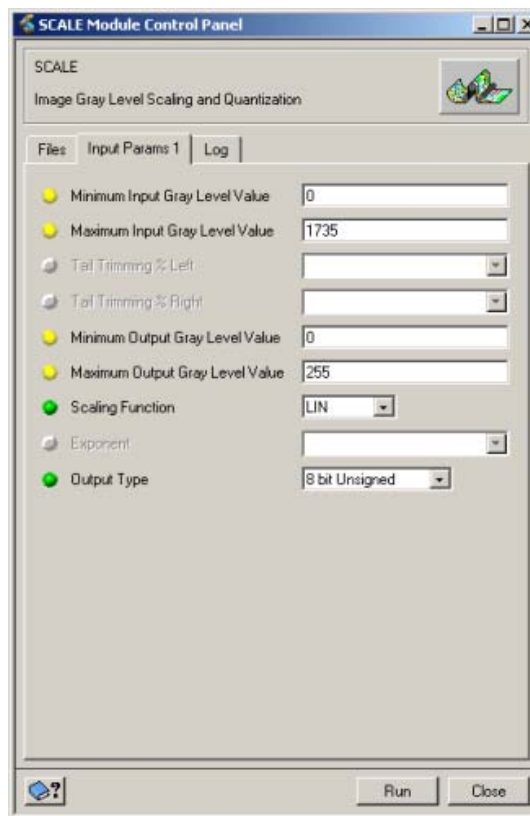 SCALE Module Control Panel
SCALE
Image Gray Level Scaling and Quantization
Files Input Params 1 Log
Minimum Input Gray Level Value 0
Maximum Input Gray Level Value 1735
Tail Trimming % Left
Tail Trimming % Right
Minimum Output Gray Level Value 0
Maximum Output Gray Level Value 255
Scaling Function LIN
Exponent
Output Type 8 bit Unsigned
? Run Close